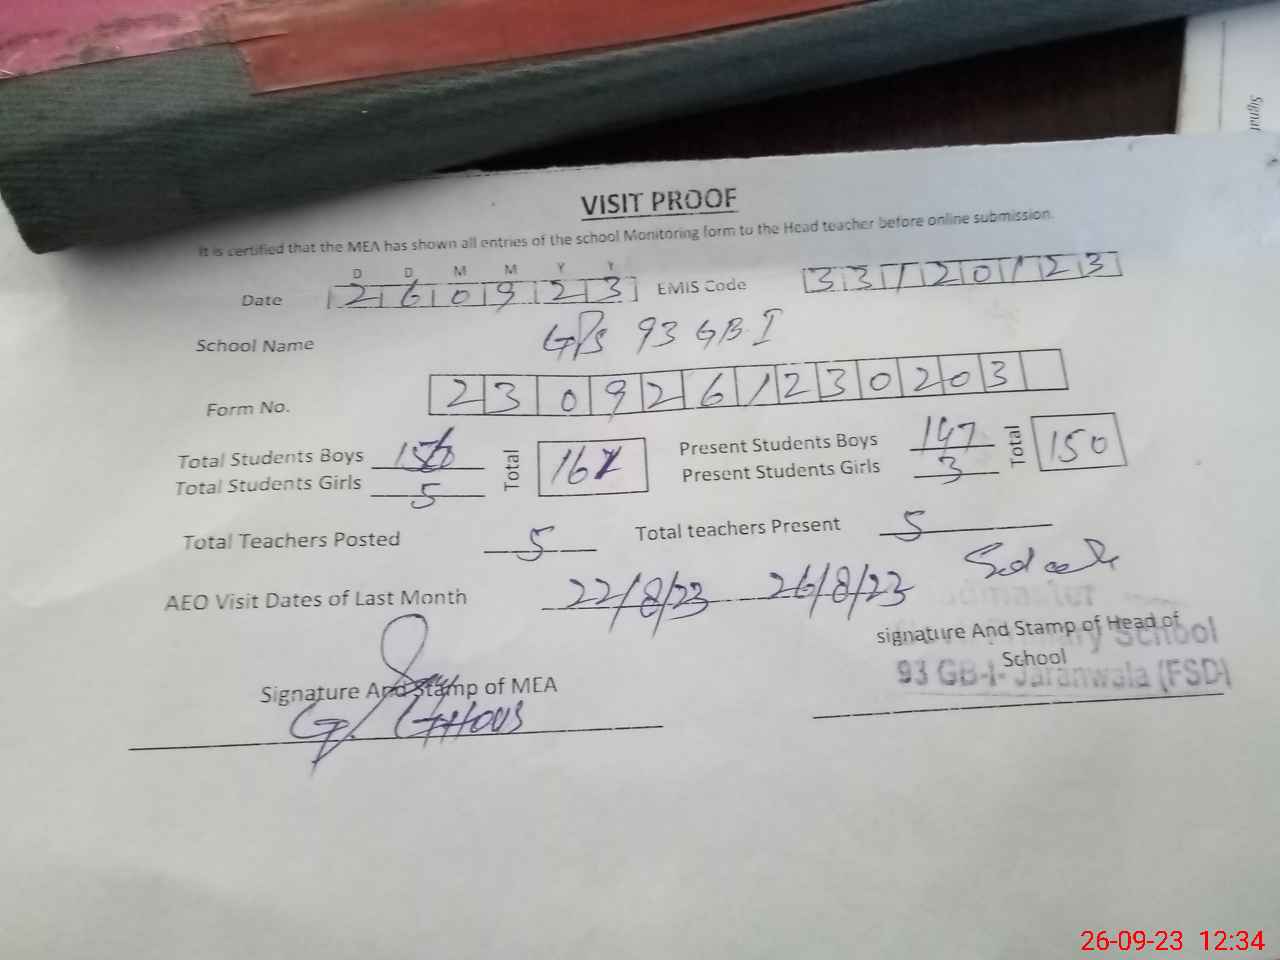 Signat
VISIT PROOF
It is certified that the MEA has shown all entries of the school Monitoring form to the Head teacher before online submission.
D D M M Y Y
Date 2 6 0 9 2 3 EMIS Code 3 3 1 2 0 1 2 3
School Name GPS 93 GB I
Form No. 2 3 0 9 2 6 1 2 3 0 2 0 3
Total Students Boys Total Present Students Boys 147 Total 150
Total Students Girls 5 Present Students Girls 3
Total Teachers Posted 5 Total teachers Present 5
AEO Visit Dates of Last Month 22/8/23 26/8/23
signature And Stamp of Head of
School
School
93 GB-I- Jaranwala (FSD)
Signature And Stamp of MEA
26-09-23 12:34